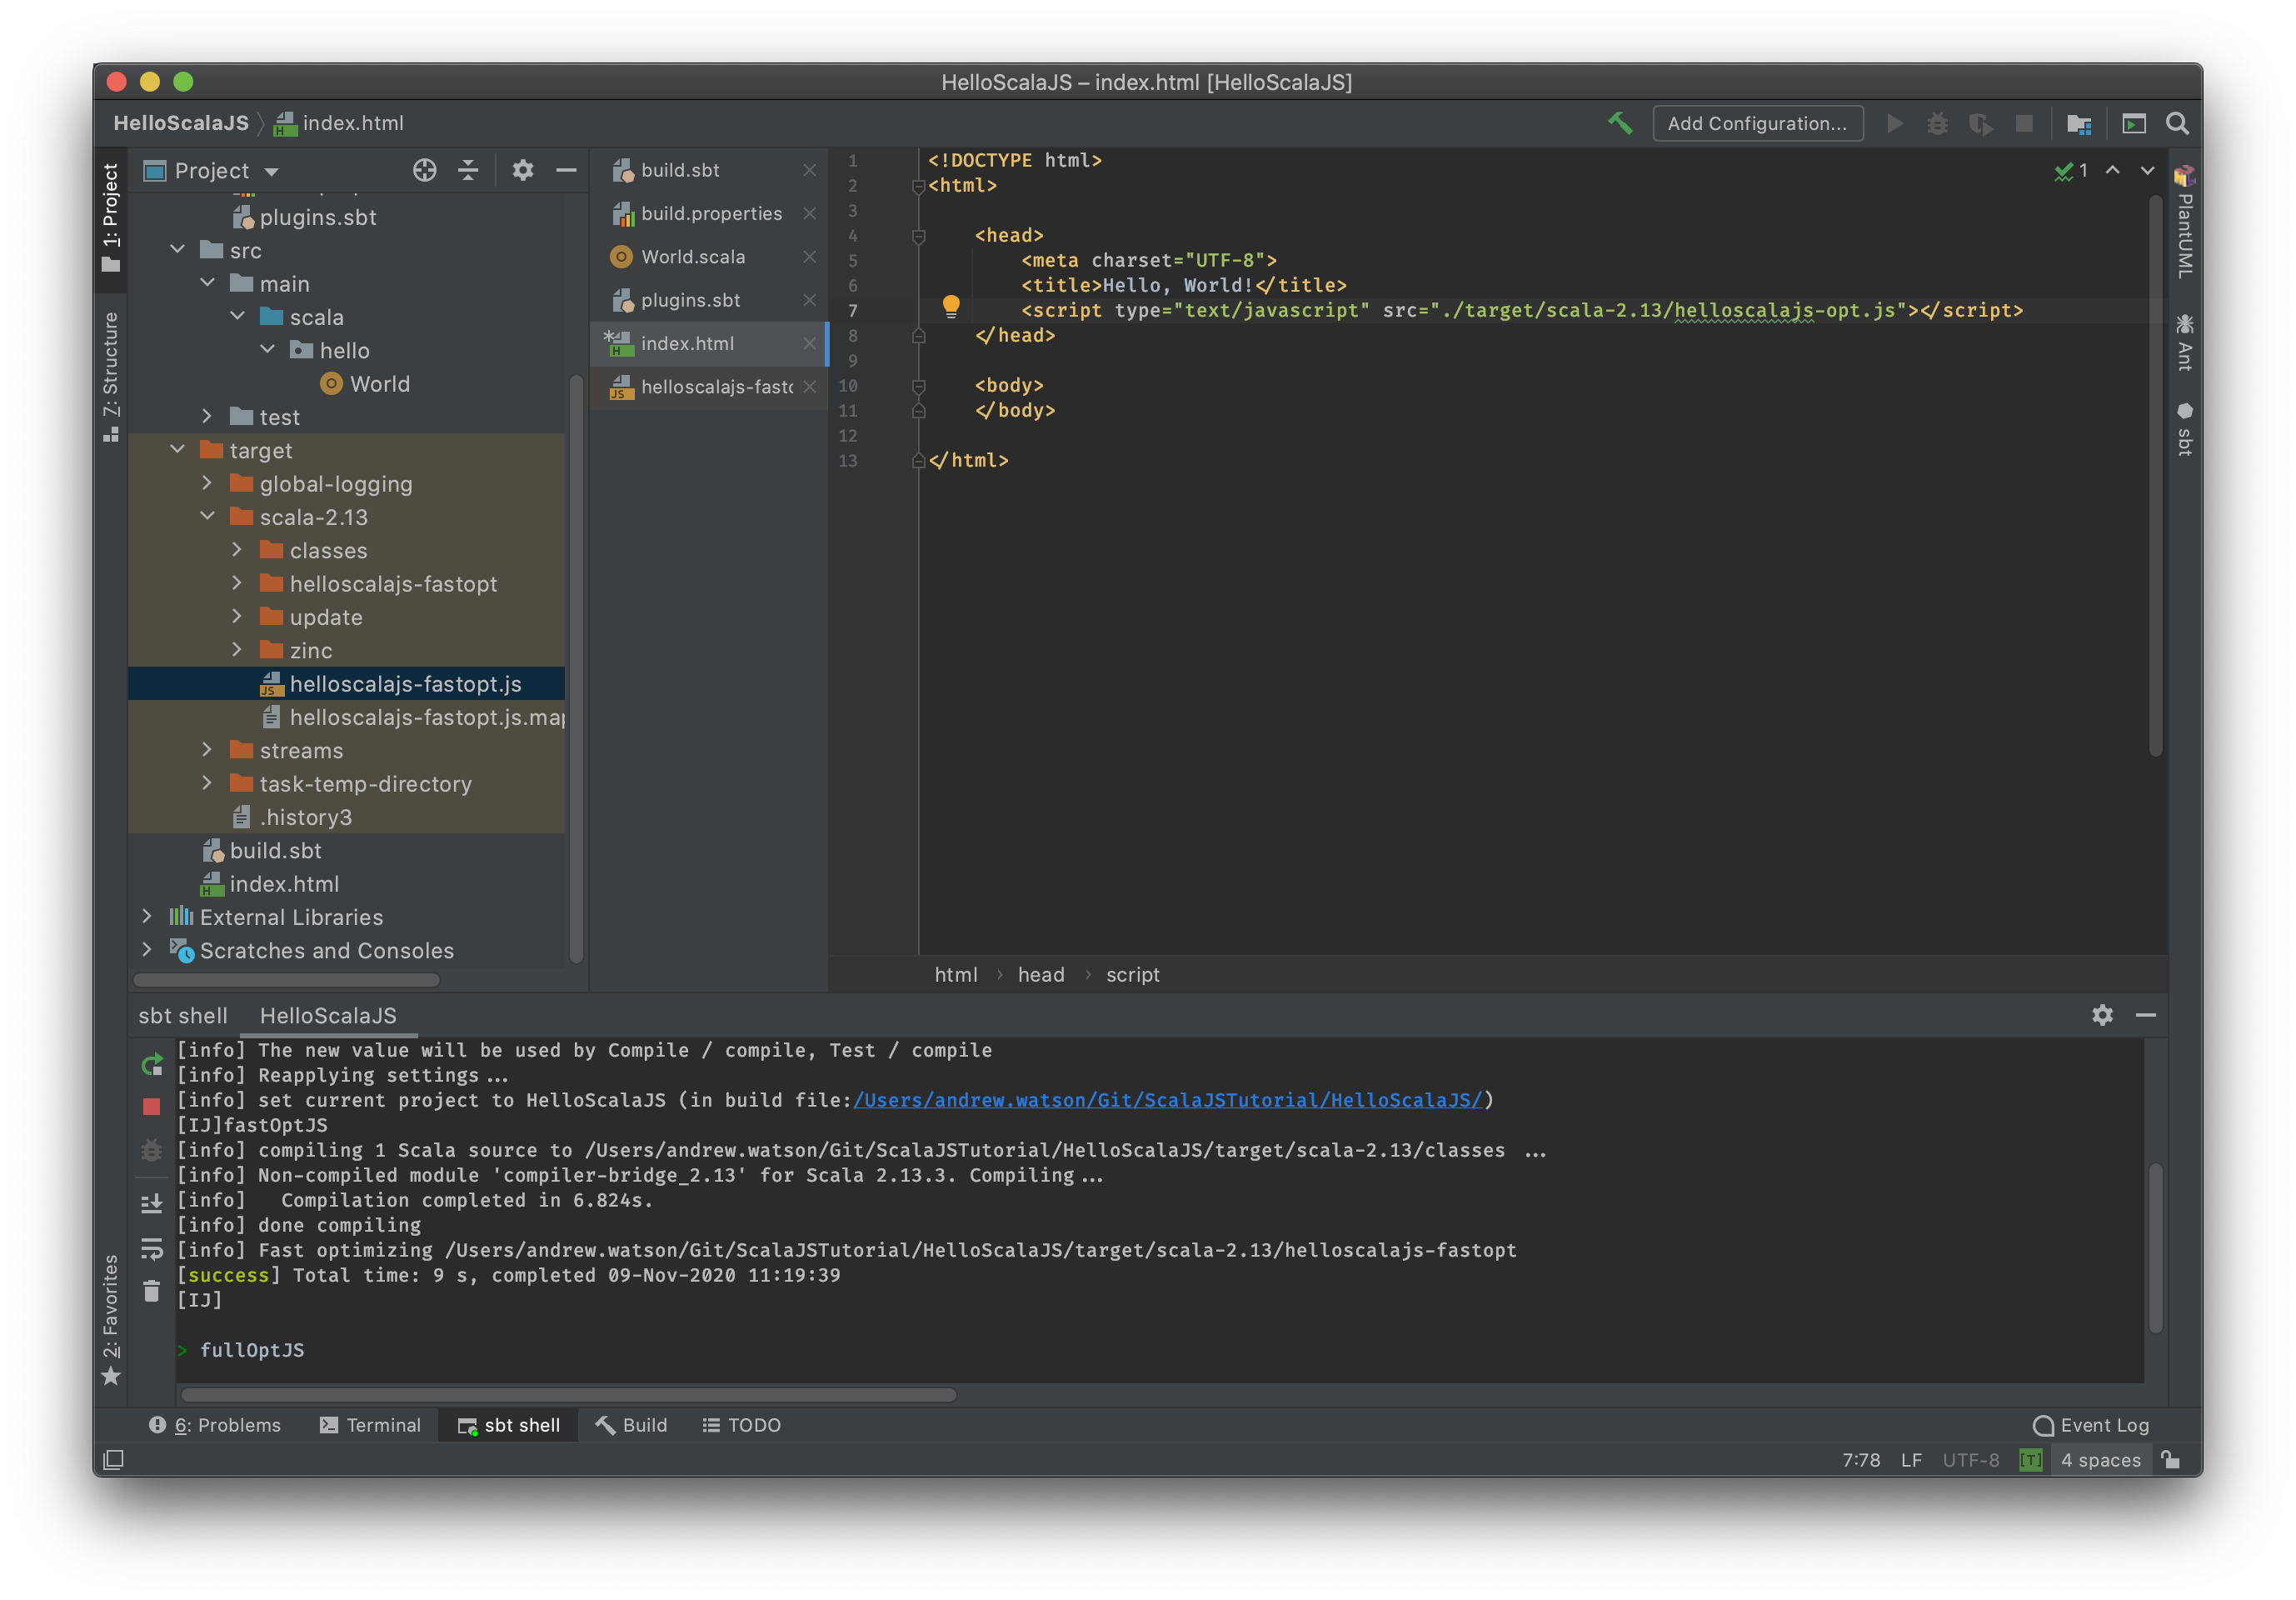 HelloScalaJS – index.html [HelloScalaJS]
HelloScalaJS index.html
Add Configuration...
1: Project
7: Structure
2: Favorites
Project
plugins.sbt
src
main
scala
hello
World
test
target
global-logging
scala-2.13
classes
helloscalajs-fastopt
update
zinc
helloscalajs-fastopt.js
helloscalajs-fastopt.js.map
streams
task-temp-directory
.history3
build.sbt
index.html
External Libraries
Scratches and Consoles
build.sbt
build.properties
World.scala
plugins.sbt
* index.html
helloscalajs-fasto
1 <!DOCTYPE html>
2 <html>
3
4 <head>
5 <meta charset="UTF-8">
6 <title>Hello, World!</title>
7 <script type="text/javascript" src="./target/scala-2.13/helloscalajs-opt.js"></script>
8 </head>
9
10 <body>
11 </body>
12
13 </html>
1
PlantUML
Ant
sbt
html › head › script
sbt shell HelloScalaJS
[info] The new value will be used by Compile / compile, Test / compile
[info] Reapplying settings...
[info] set current project to HelloScalaJS (in build file:/Users/andrew.watson/Git/ScalaJSTutorial/HelloScalaJS/)
[IJ]fastOptJS
[info] compiling 1 Scala source to /Users/andrew.watson/Git/ScalaJSTutorial/HelloScalaJS/target/scala-2.13/classes ...
[info] Non-compiled module 'compiler-bridge_2.13' for Scala 2.13.3. Compiling...
[info]   Compilation completed in 6.824s.
[info] done compiling
[info] Fast optimizing /Users/andrew.watson/Git/ScalaJSTutorial/HelloScalaJS/target/scala-2.13/helloscalajs-fastopt
[success] Total time: 9 s, completed 09-Nov-2020 11:19:39
[IJ]
> fullOptJS
6: Problems Terminal sbt shell Build TODO Event Log
7:78 LF UTF-8 [T] 4 spaces